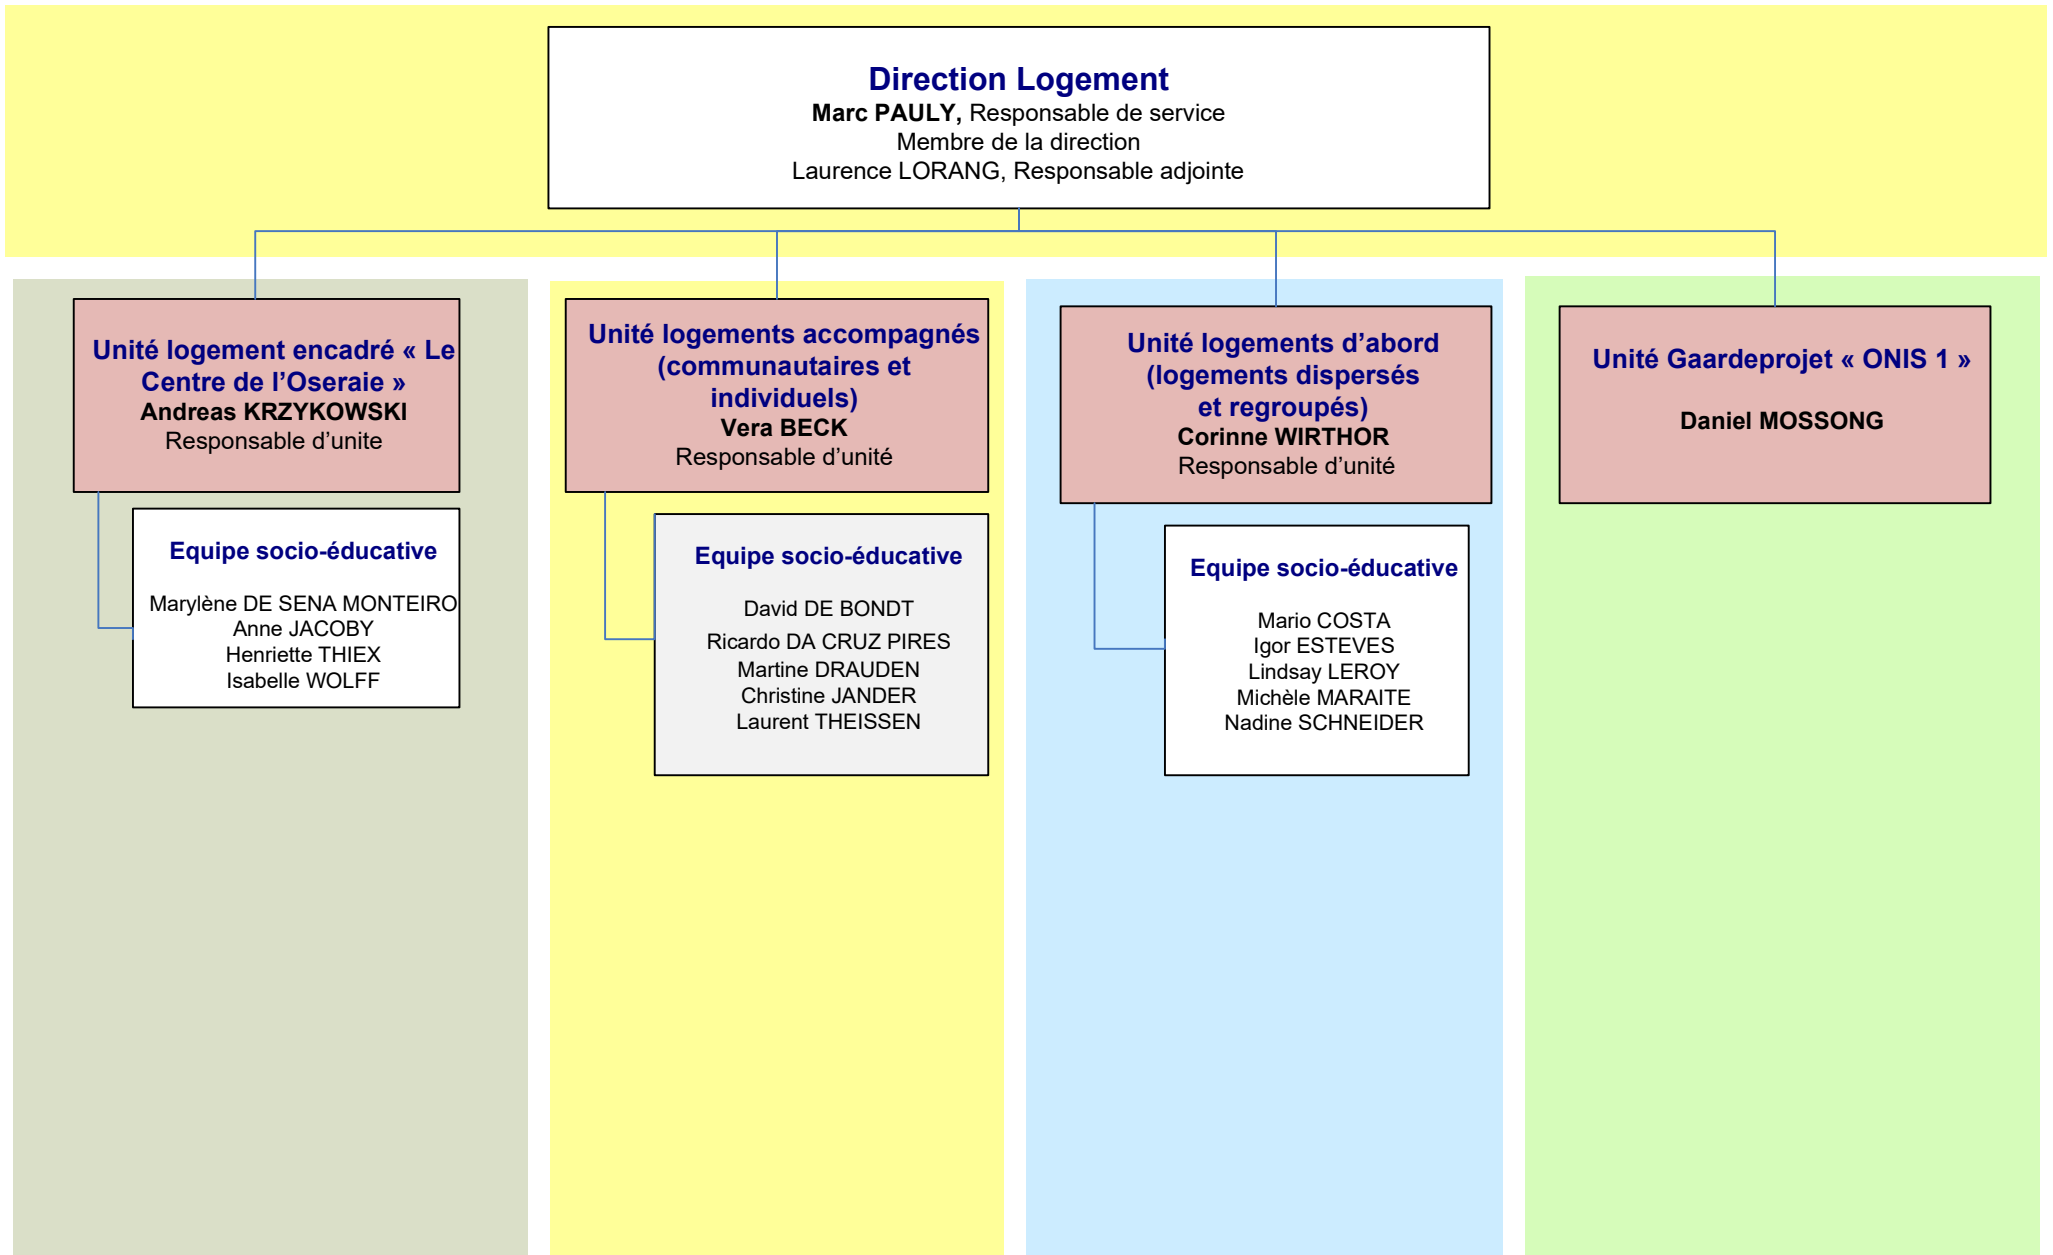 Direction Logement
Marc PAULY, Responsable de service
Membre de la direction
Laurence LORANG, Responsable adjointe
Unité logement encadré « Le
Centre de l’Oseraie »
Andreas KRZYKOWSKI
Responsable d’unite
Equipe socio-éducative
Marylène DE SENA MONTEIRO
Anne JACOBY
Henriette THIEX
Isabelle WOLFF
Unité logements accompagnés
(communautaires et
individuels)
Vera BECK
Responsable d’unité
Equipe socio-éducative
David DE BONDT
Ricardo DA CRUZ PIRES
Martine DRAUDEN
Christine JANDER
Laurent THEISSEN
Unité logements d’abord
(logements dispersés
et regroupés)
Corinne WIRTHOR
Responsable d’unité
Equipe socio-éducative
Mario COSTA
Igor ESTEVES
Lindsay LEROY
Michèle MARAITE
Nadine SCHNEIDER
Unité Gaardeprojet « ONIS 1 »
Daniel MOSSONG